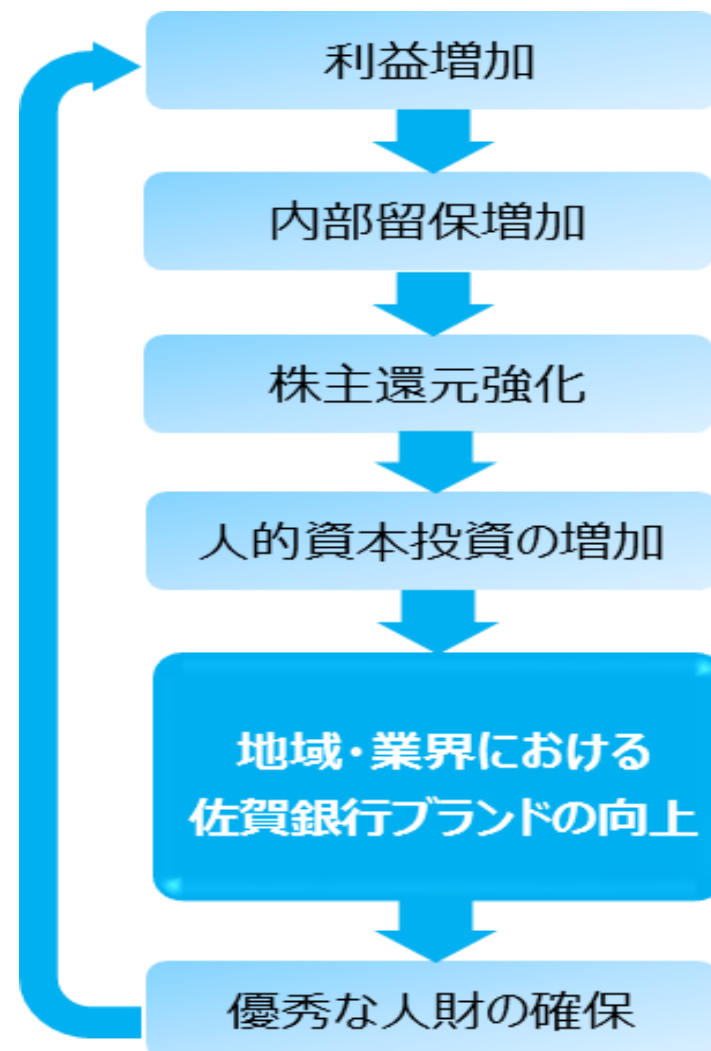 利益増加
内部留保増加
株主還元強化
人的資本投資の増加
地域・業界における
佐賀銀行ブランドの向上
優秀な人財の確保